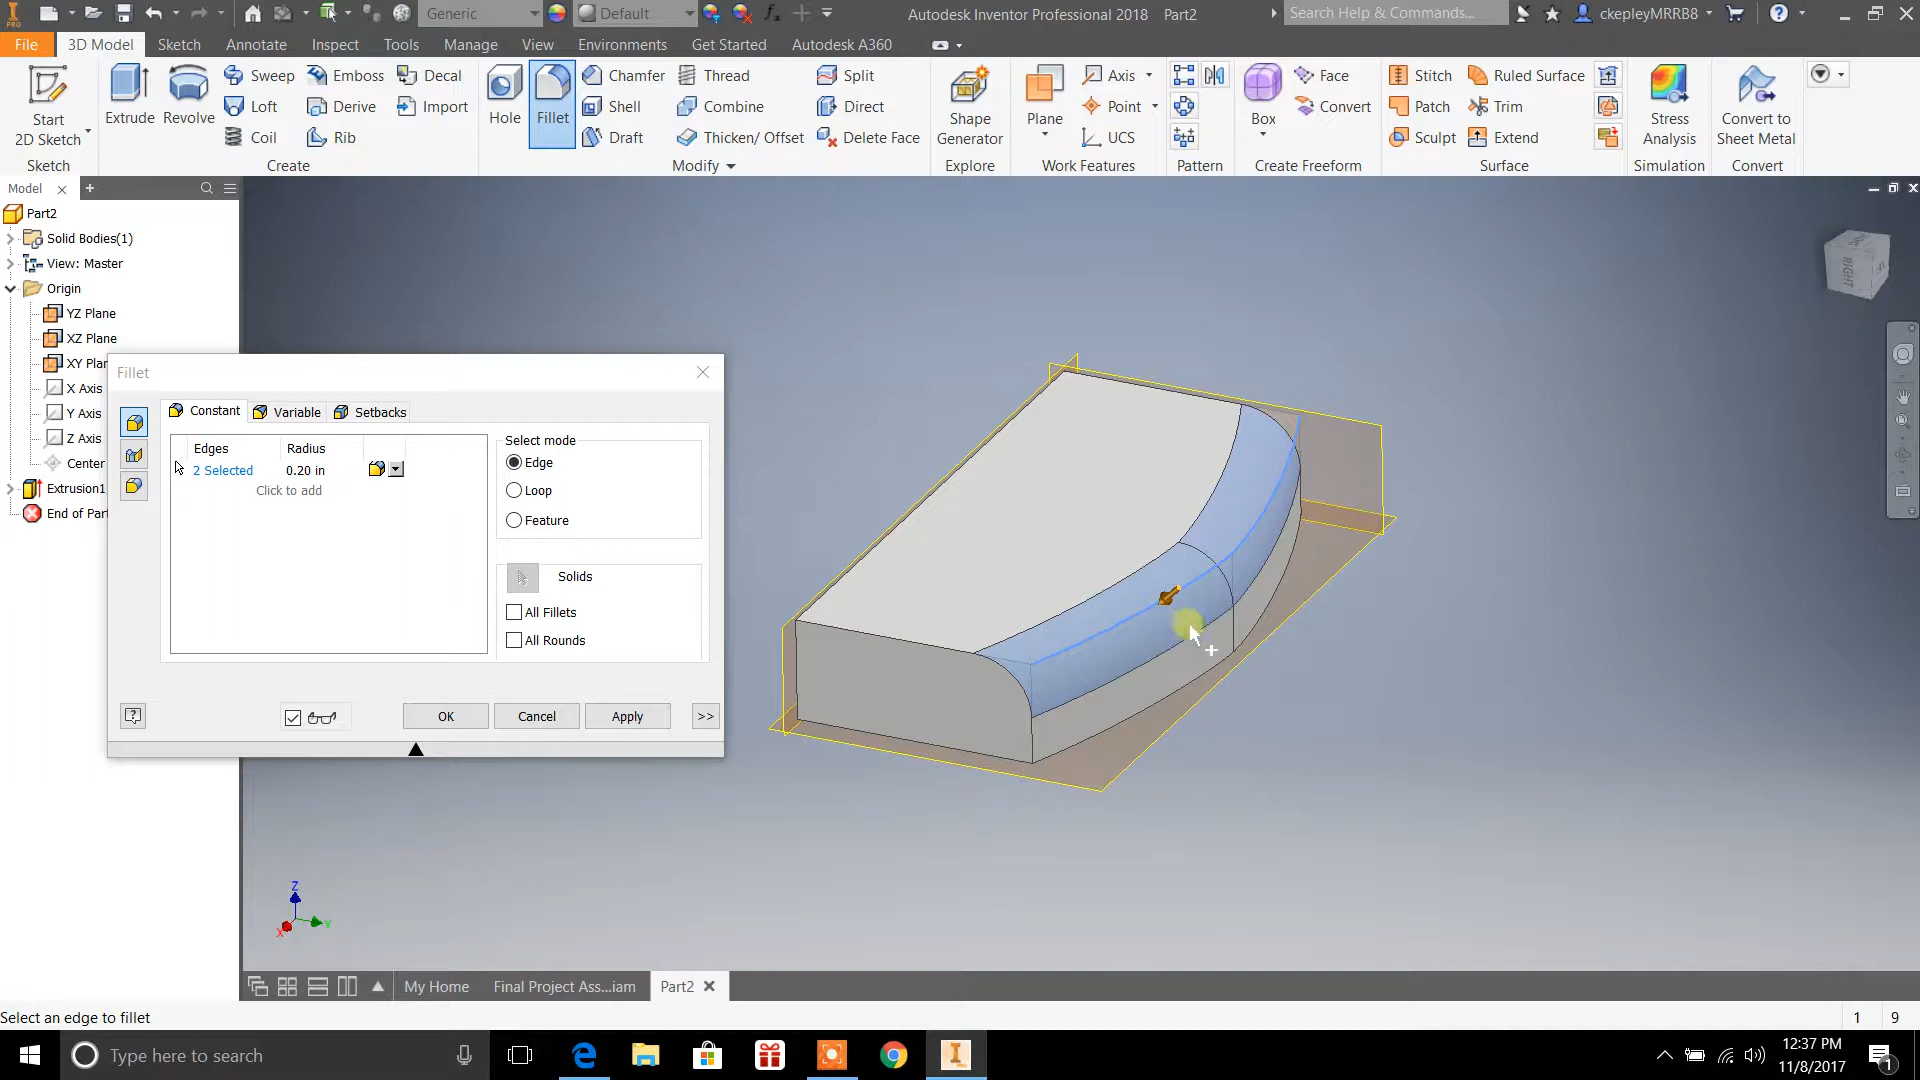 Generic
Default
Autodesk Inventor Professional 2018 Part2
Search Help & Commands...
ckepleyMRRB8
PRO
File 3D Model Sketch Annotate Inspect Tools Manage View Environments Get Started Autodesk A360
Start
2D Sketch
Extrude
Revolve
Sweep
Loft
Coil
Emboss
Derive
Rib
Decal
Import
Hole
Fillet
Chamfer
Shell
Draft
Thread
Combine
Thicken/ Offset
Split
Direct
Delete Face
Shape
Generator
Plane
Axis
Point
UCS
Box
Face
Convert
Stitch
Patch
Sculpt
Ruled Surface
Trim
Extend
Stress
Analysis
Convert to
Sheet Metal
Sketch Create Modify Explore Work Features Pattern Create Freeform Surface Simulation Convert
Model
Part2
Solid Bodies(1)
View: Master
Origin
YZ Plane
XZ Plane
XY Plar
X Axis
Y Axis
Z Axis
Center
Extrusion1
End of Part
Fillet
Constant Variable Setbacks
Edges Radius
2 Selected 0.20 in
Click to add
Select mode
Edge
Loop
Feature
Solids
All Fillets
All Rounds
OK Cancel Apply >>
RIGHT
Z
Y
X
My Home Final Project Ass...iam Part2
Select an edge to fillet
1 9
Type here to search
12:37 PM
11/8/2017
1